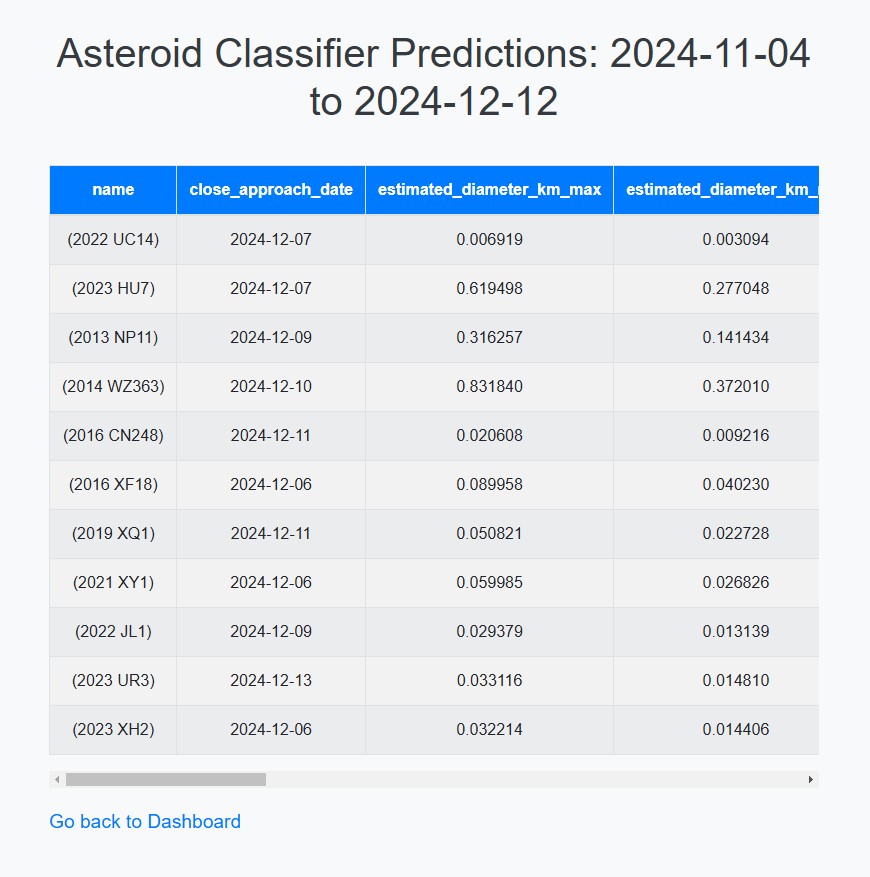 Asteroid Classifier Predictions: 2024-11-04
to 2024-12-12
name close_approach_date estimated_diameter_km_max estimated_diameter_km_
(2022 UC14) 2024-12-07 0.006919 0.003094
(2023 HU7) 2024-12-07 0.619498 0.277048
(2013 NP11) 2024-12-09 0.316257 0.141434
(2014 WZ363) 2024-12-10 0.831840 0.372010
(2016 CN248) 2024-12-11 0.020608 0.009216
(2016 XF18) 2024-12-06 0.089958 0.040230
(2019 XQ1) 2024-12-11 0.050821 0.022728
(2021 XY1) 2024-12-06 0.059985 0.026826
(2022 JL1) 2024-12-09 0.029379 0.013139
(2023 UR3) 2024-12-13 0.033116 0.014810
(2023 XH2) 2024-12-06 0.032214 0.014406
Go back to Dashboard